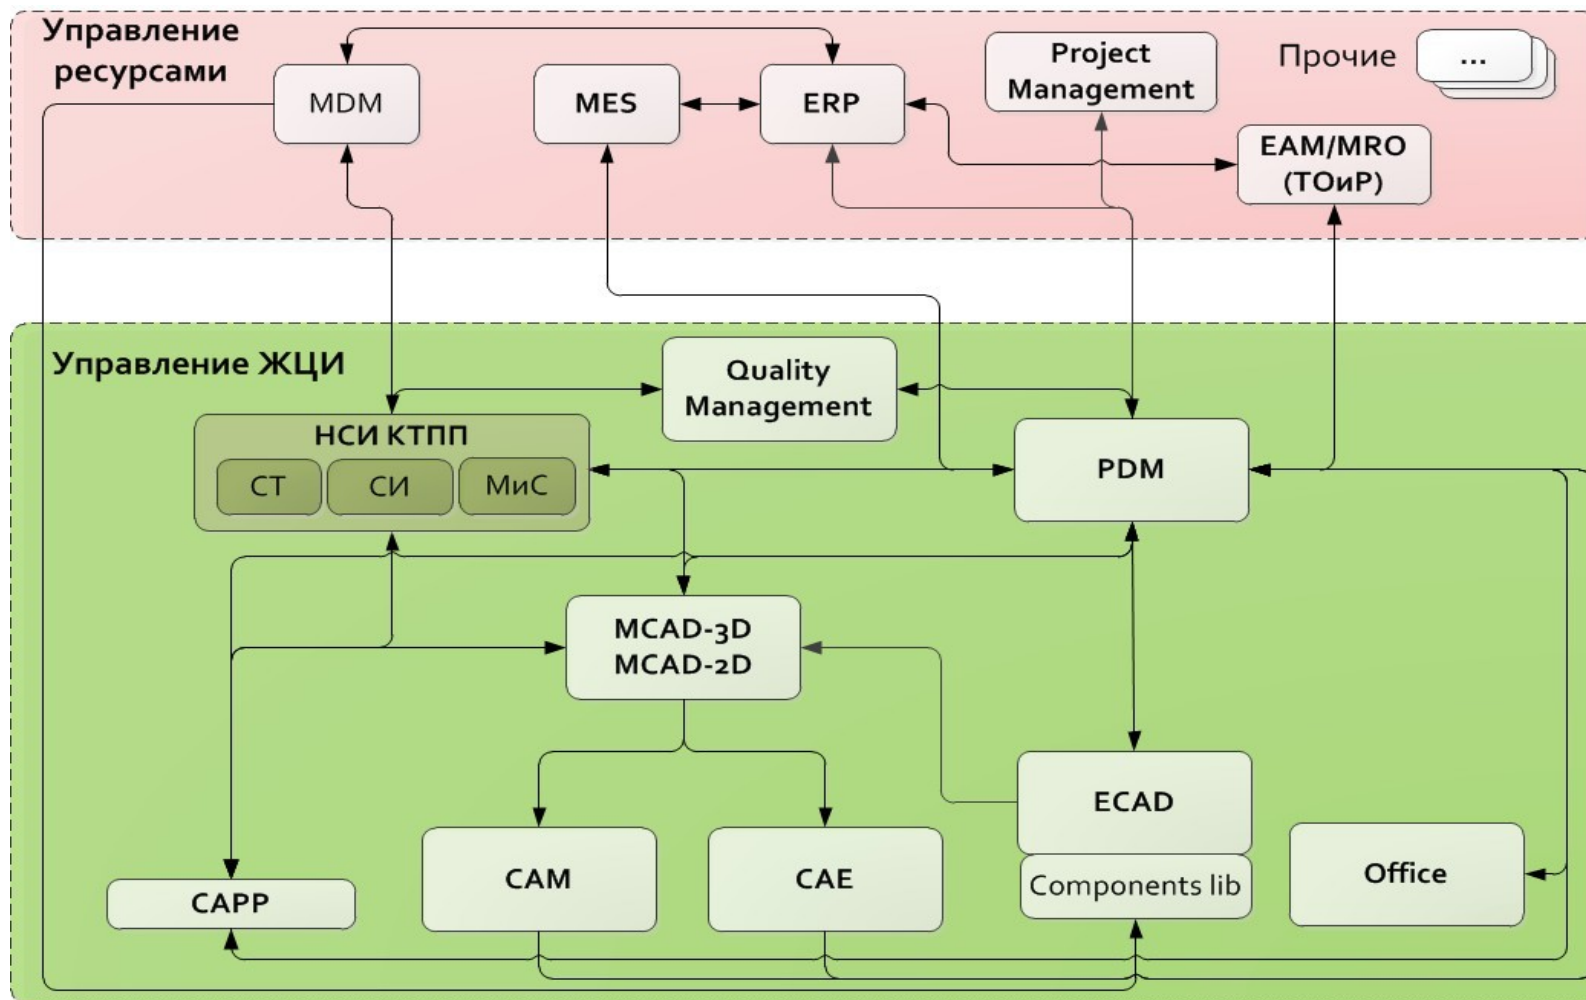 Управление
ресурсами
MDM
MES
ERP
Project
Management
Прочие
...
EAM/MRO
(ТОиР)
Управление ЖЦИ
Quality
Management
НСИ КТПП
СТ
СИ
МиС
PDM
MCAD-3D
MCAD-2D
ECAD
Components lib
CAPP
CAM
CAE
Office